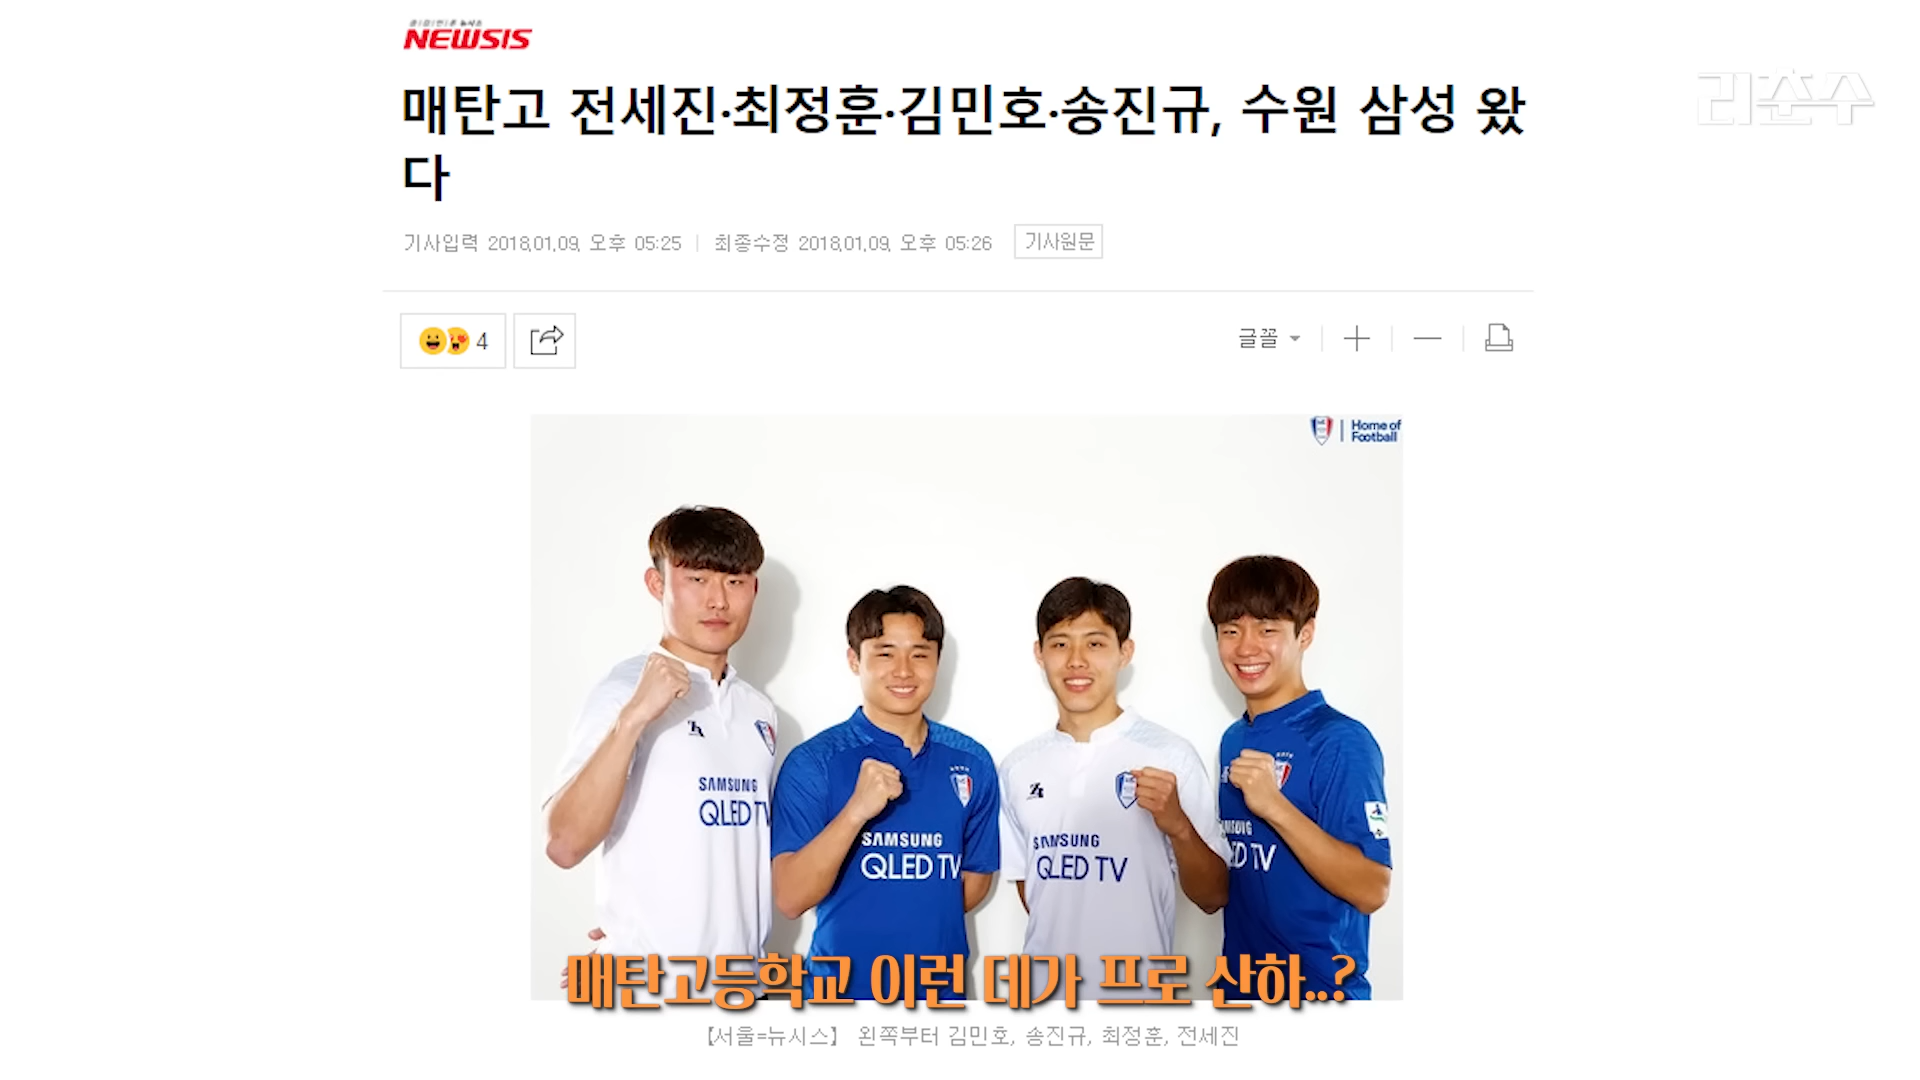 NEWSIS
리춘수
매탄고 전세진·최정훈·김민호·송진규, 수원 삼성 왔
다
기사입력 2018.01.09. 오후 05:25 | 최종수정 2018.01.09. 오후 05:26 기사원문
4
글꼴
Home of
Football
SAMSUNG
QLED TV
SAMSUNG
QLED TV
SAMSUNG
QLED TV
매탄고등학교 이런 데가 프로 산하..?
【서울=뉴시스】 왼쪽부터 김민호, 송진규, 최정훈, 전세진